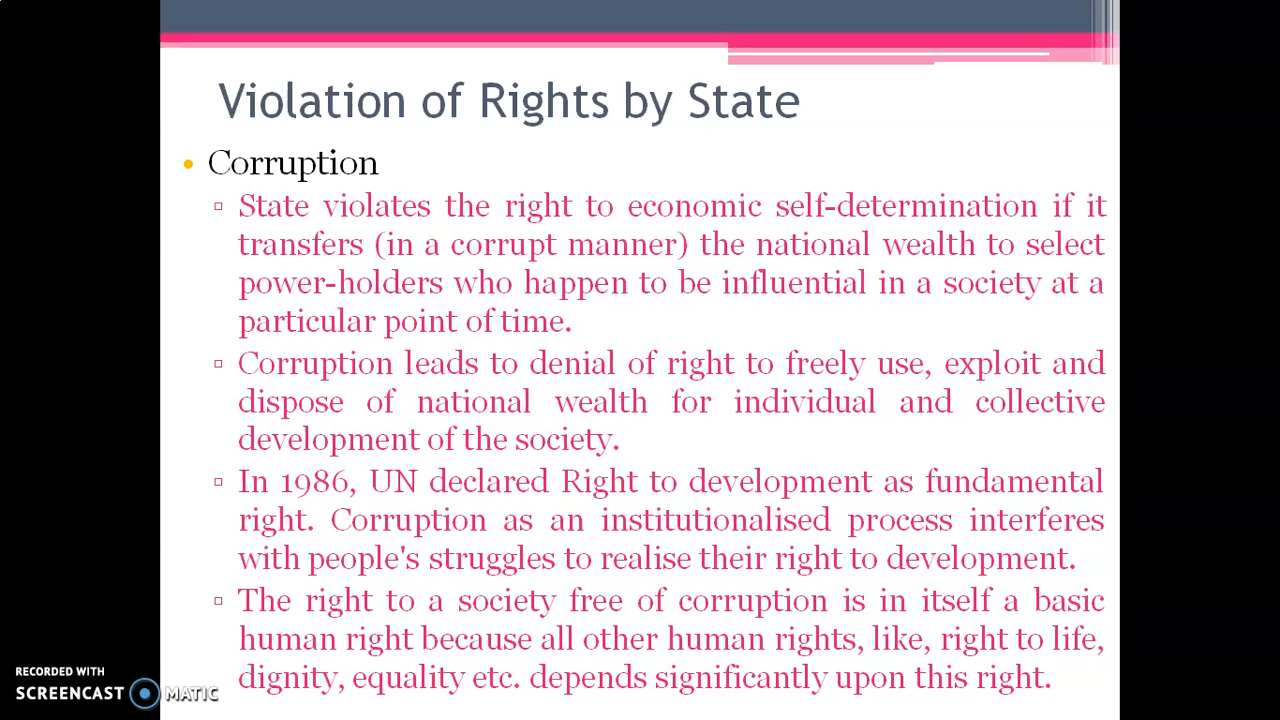 Violation of Rights by State
• Corruption
▫ State violates the right to economic self-determination if it
transfers (in a corrupt manner) the national wealth to select
power-holders who happen to be influential in a society at a
particular point of time.
▫ Corruption leads to denial of right to freely use, exploit and
dispose of national wealth for individual and collective
development of the society.
▫ In 1986, UN declared Right to development as fundamental
right. Corruption as an institutionalised process interferes
with people's struggles to realise their right to development.
▫ The right to a society free of corruption is in itself a basic
human right because all other human rights, like, right to life,
dignity, equality etc. depends significantly upon this right.
RECORDED WITH
SCREENCAST MATIC